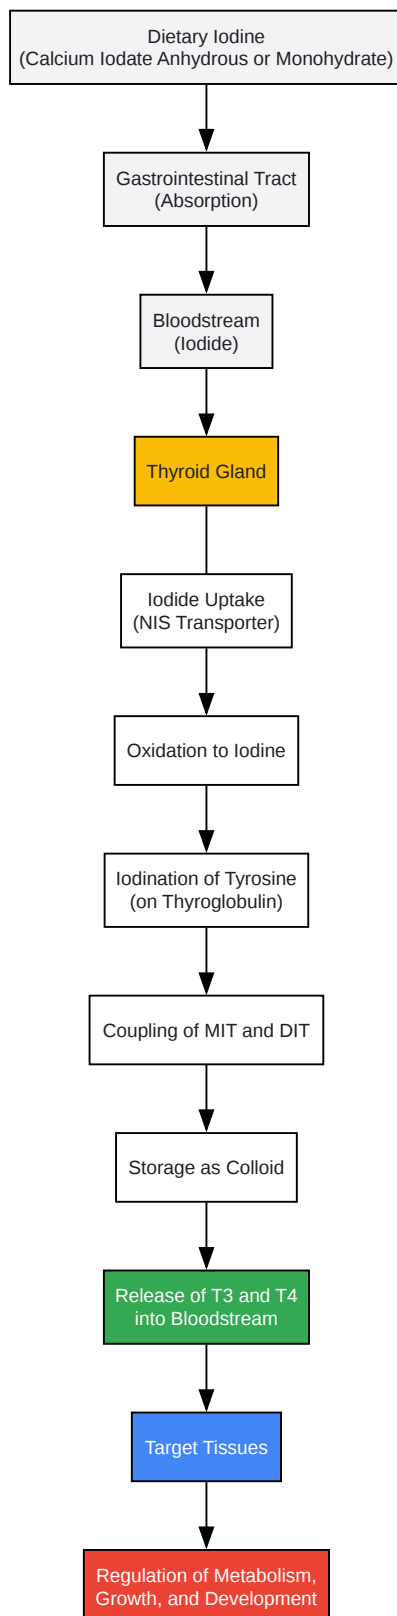 Dietary Iodine
(Calcium Iodate Anhydrous or Monohydrate)
Gastrointestinal Tract
(Absorption)
Bloodstream
(Iodide)
Thyroid Gland
Iodide Uptake
(NIS Transporter)
Oxidation to Iodine
Iodination of Tyrosine
(on Thyroglobulin)
Coupling of MIT and DIT
Storage as Colloid
Release of T3 and T4
into Bloodstream
Target Tissues
Regulation of Metabolism,
Growth, and Development